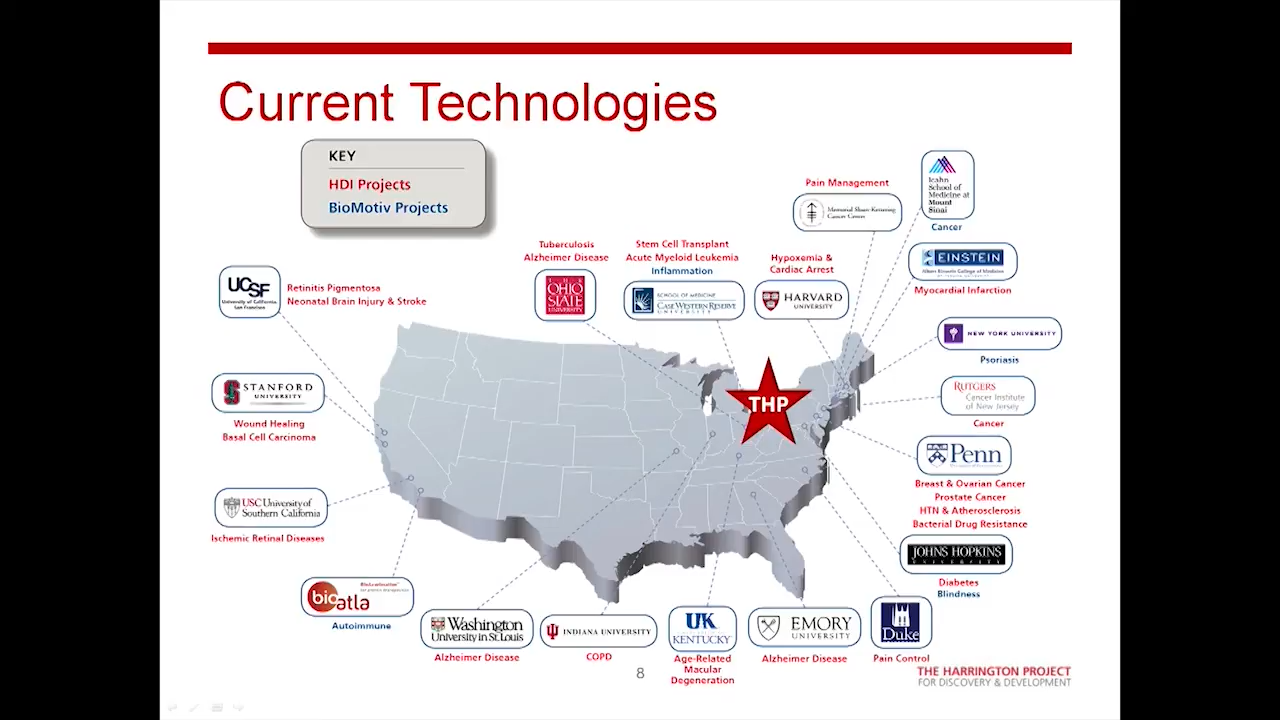 Current Technologies
KEY
HDI Projects
BioMotiv Projects
Pain Management
Memorial Sloan Kettering
Cancer Center
Icahn
School of
Medicine at
Mount
Sinai
Cancer
Tuberculosis
Alzheimer Disease
THE
OHIO
STATE
UNIVERSITY
Stem Cell Transplant
Acute Myeloid Leukemia
Inflammation
SCHOOL OF MEDICINE
CASE WESTERN RESERVE
UNIVERSITY
Hypoxemia &
Cardiac Arrest
HARVARD
UNIVERSITY
EINSTEIN
Albert Einstein College of Medicine
Myocardial Infarction
UCSF
University of California,
San Francisco
Retinitis Pigmentosa
Neonatal Brain Injury & Stroke
NEW YORK UNIVERSITY
Psoriasis
STANFORD
UNIVERSITY
Wound Healing
Basal Cell Carcinoma
THP
RUTGERS
Cancer Institute
of New Jersey
Cancer
Penn
Breast & Ovarian Cancer
Prostate Cancer
HTN & Atherosclerosis
Bacterial Drug Resistance
USC University of
Southern California
Ischemic Retinal Diseases
JOHNS HOPKINS
UNIVERSITY
Diabetes
Blindness
bioatla
Autoimmune
Washington
University in St. Louis
Alzheimer Disease
INDIANA UNIVERSITY
COPD
UK
KENTUCKY
Age-Related
Macular
Degeneration
EMORY
UNIVERSITY
Alzheimer Disease
Duke
Pain Control
8
THE HARRINGTON PROJECT
FOR DISCOVERY & DEVELOPMENT